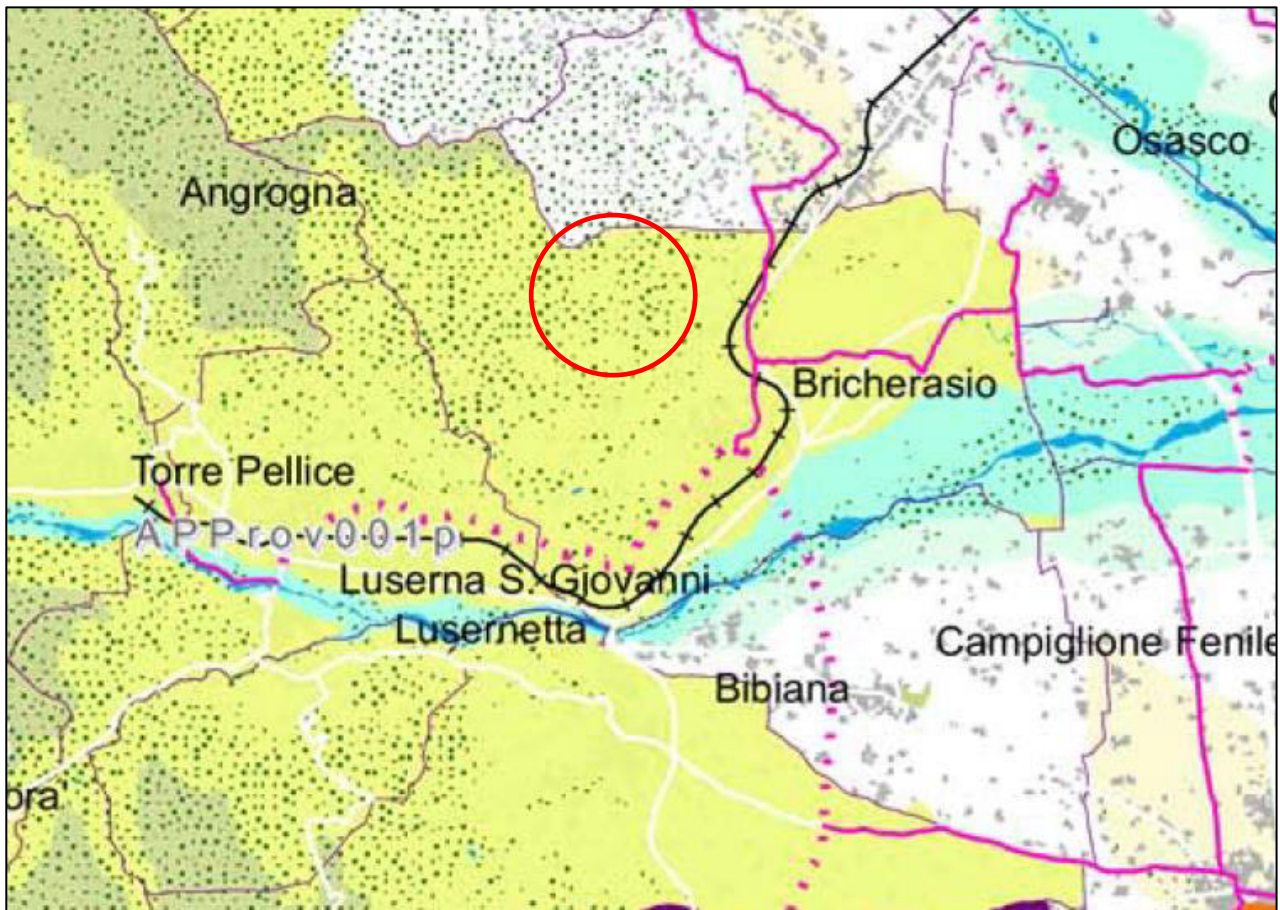 Osasco
Angrogna
Bricherasio
Torre Pellice
APProv001p
Luserna S. Giovanni
Lusernetta
Campiglione Fenile
Bibiana
ora'